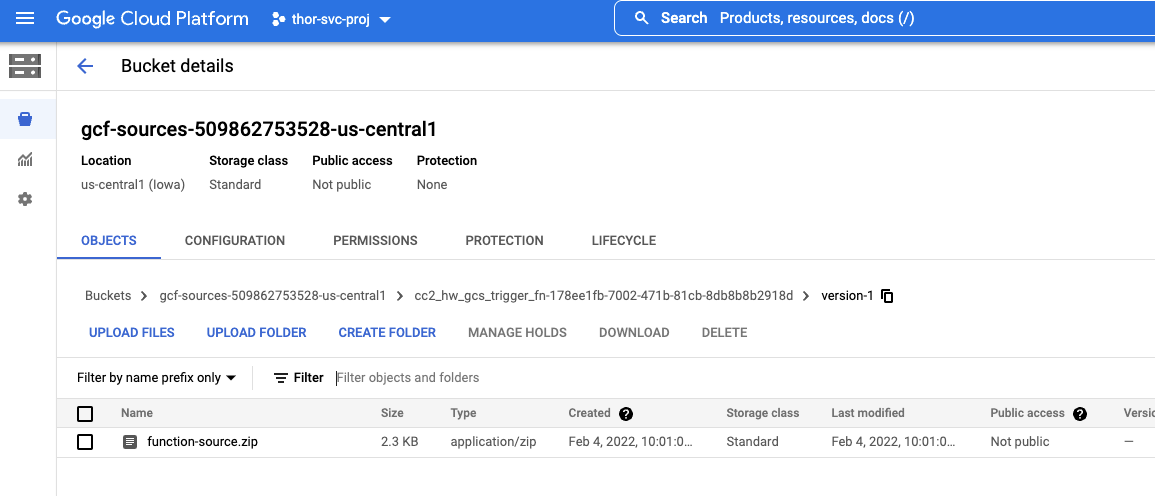 Google Cloud Platform thor-svc-proj Search Products, resources, docs (/)
Bucket details
gcf-sources-509862753528-us-central1
Location Storage class Public access Protection
us-central1 (Iowa) Standard Not public None
OBJECTS CONFIGURATION PERMISSIONS PROTECTION LIFECYCLE
Buckets > gcf-sources-509862753528-us-central1 > cc2_hw_gcs_trigger_fn-178ee1fb-7002-471b-81cb-8db8b8b2918d > version-1
UPLOAD FILES UPLOAD FOLDER CREATE FOLDER MANAGE HOLDS DOWNLOAD DELETE
Filter by name prefix only Filter Filter objects and folders
Name Size Type Created ? Storage class Last modified Public access ? Versio
function-source.zip 2.3 KB application/zip Feb 4, 2022, 10:01:0... Standard Feb 4, 2022, 10:01:0... Not public —